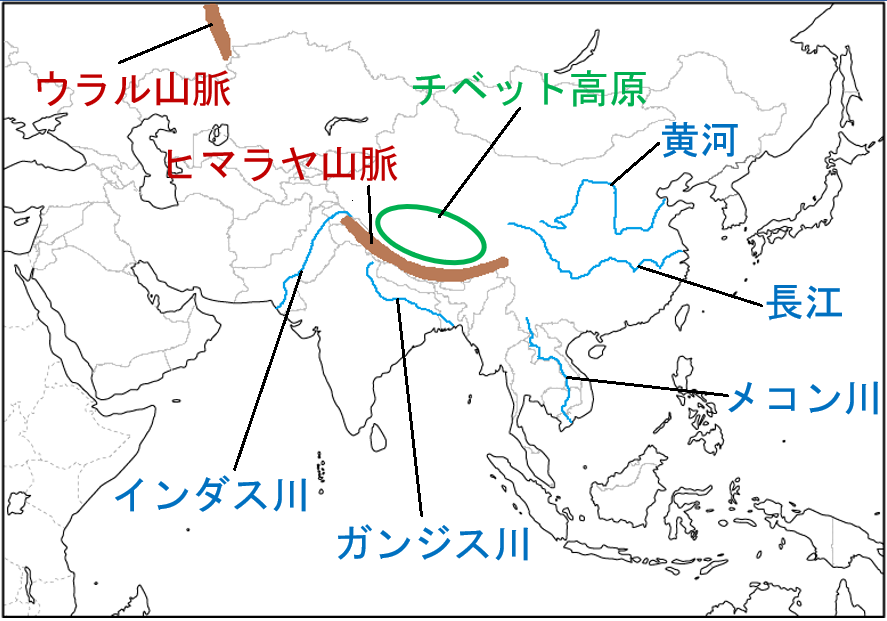 ウラル山脈
チベット高原
黄河
ヒマラヤ山脈
長江
メコン川
インダス川
ガンジス川